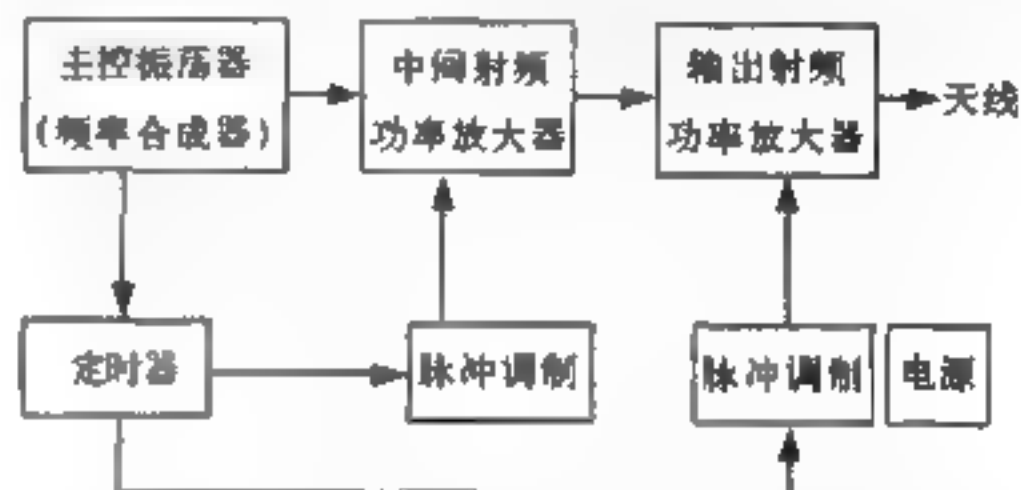 主控振荡器
(频率合成器)
中间射频
功率放大器
输出射频
功率放大器
天线
定时器
脉冲调制
脉冲调制
电源